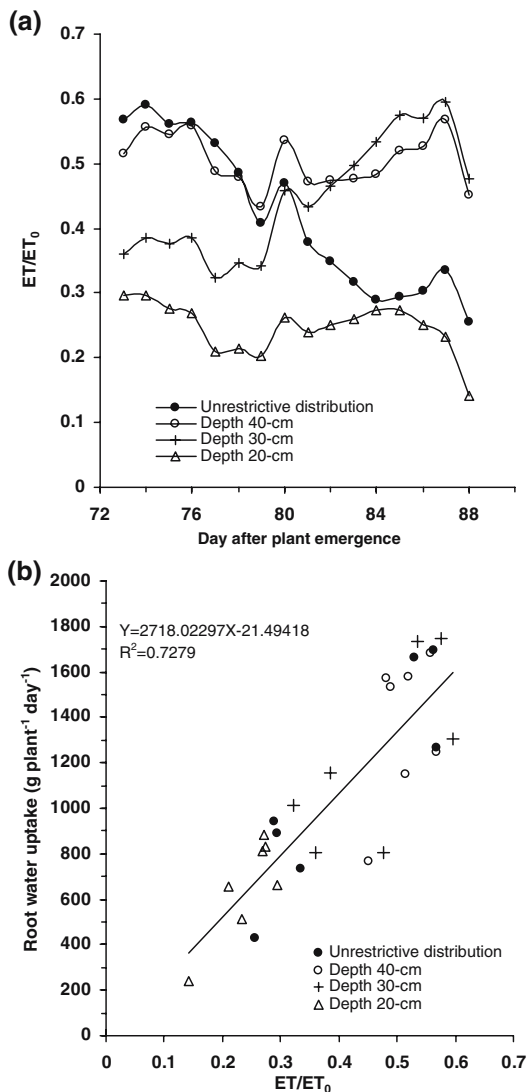 (a)
0.7
0.6
0.5
0.4
0.3
0.2
0.1
0
ET/ET0
Unrestrictive distribution
Depth 40-cm
Depth 30-cm
Depth 20-cm
72 76 80 84 88
Day after plant emergence
(b)
2000
1800
1600
1400
1200
1000
800
600
400
200
0
Root water uptake (g plant-1 day-1)
Y=2718.02297X-21.49418
R2=0.7279
Unrestrictive distribution
Depth 40-cm
Depth 30-cm
Depth 20-cm
0 0.1 0.2 0.3 0.4 0.5 0.6 0.7
ET/ET0